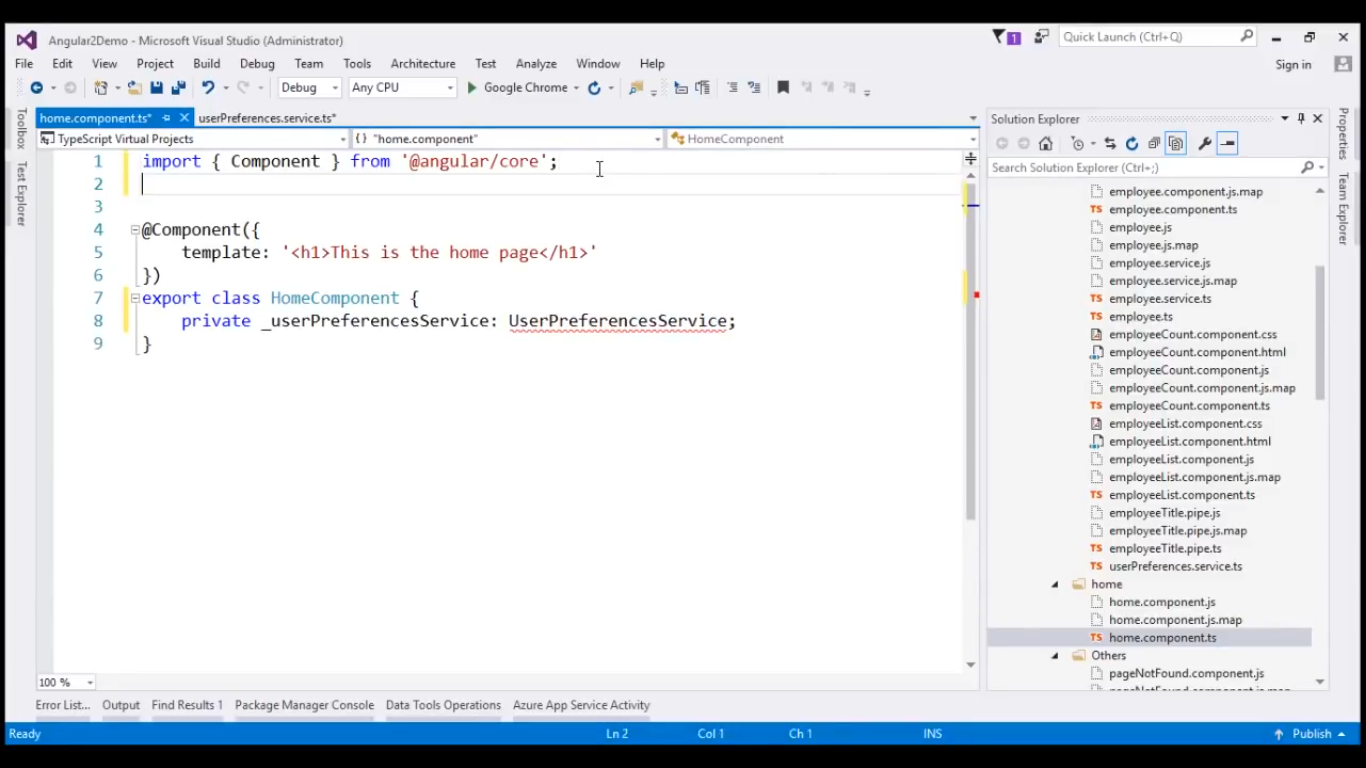 Angular2Demo - Microsoft Visual Studio (Administrator)
1
Quick Launch (Ctrl+Q)
File Edit View Project Build Debug Team Tools Architecture Test Analyze Window Help
Sign in
Debug Any CPU Google Chrome
Toolbox
Test Explorer
home.component.ts* userPreferences.service.ts*
TypeScript Virtual Projects {} "home.component" HomeComponent
1 import { Component } from '@angular/core';
2
3
4 @Component({
5 template: '<h1>This is the home page</h1>'
6 })
7 export class HomeComponent {
8 private _userPreferencesService: UserPreferencesService;
9 }
100 %
Solution Explorer
Search Solution Explorer (Ctrl+;)
employee.component.js.map
TS employee.component.ts
employee.js
employee.js.map
employee.service.js
employee.service.js.map
TS employee.service.ts
TS employee.ts
employeeCount.component.css
employeeCount.component.html
employeeCount.component.js
employeeCount.component.js.map
TS employeeCount.component.ts
employeeList.component.css
employeeList.component.html
employeeList.component.js
employeeList.component.js.map
TS employeeList.component.ts
employeeTitle.pipe.js
employeeTitle.pipe.js.map
TS employeeTitle.pipe.ts
TS userPreferences.service.ts
home
home.component.js
home.component.js.map
TS home.component.ts
Others
pageNotFound.component.js
Properties
Team Explorer
Error List... Output Find Results 1 Package Manager Console Data Tools Operations Azure App Service Activity
Ready Ln 2 Col 1 Ch 1 INS Publish